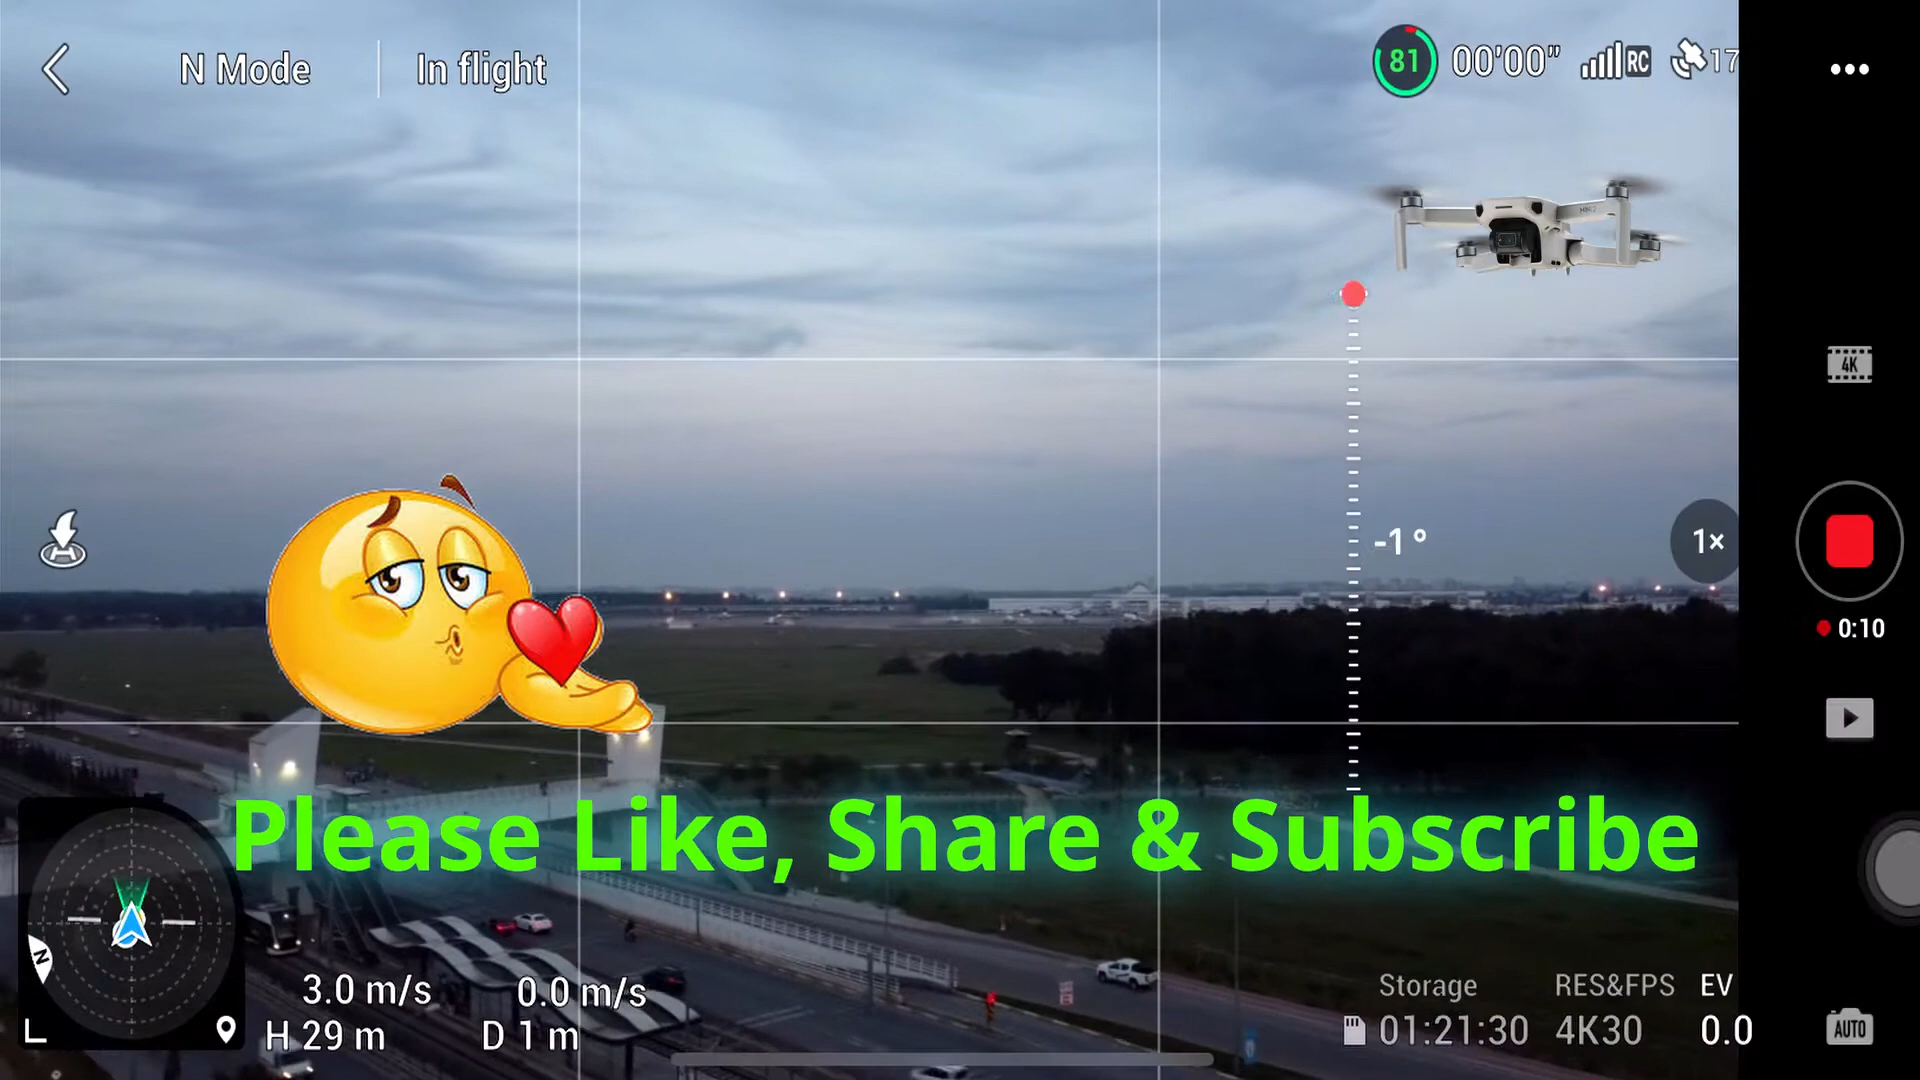 N Mode
In flight
81
00'00"
RC
17
4K
-1°
1×
0:10
Please Like, Share & Subscribe
N
L
3.0 m/s
0.0 m/s
H 29 m
D 1 m
Storage
RES&FPS
EV
01:21:30
4K30
0.0
AUTO